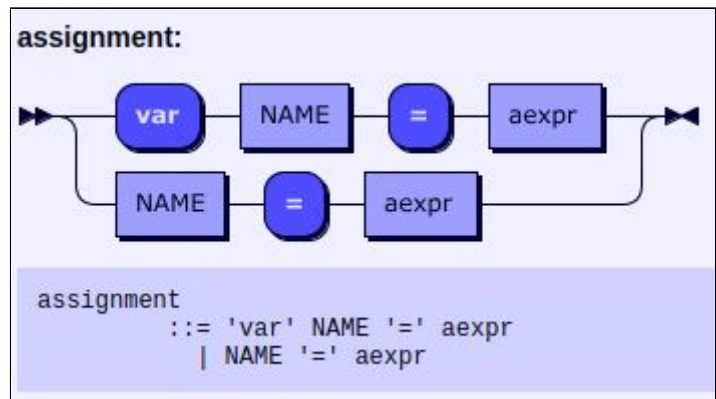 assignment:
var NAME = aexpr
NAME = aexpr
assignment
::= 'var' NAME '=' aexpr
| NAME '=' aexpr